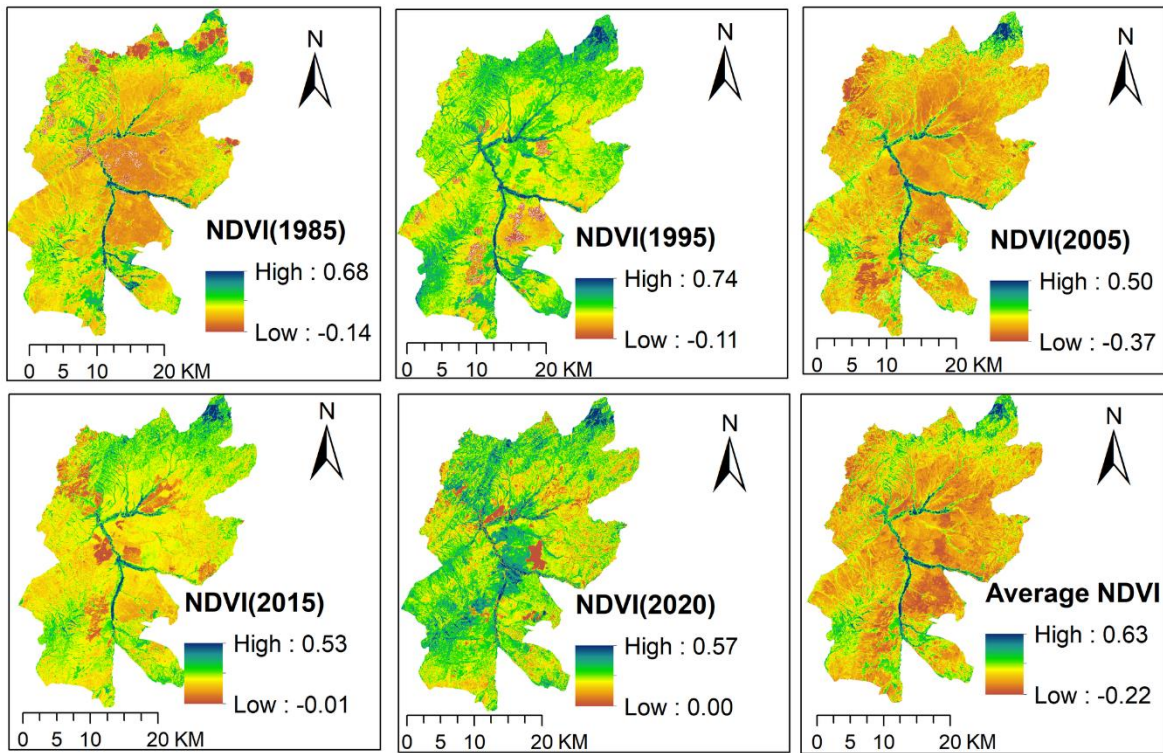 N
NDVI(1985)
High : 0.68
Low : -0.14
0 5 10 20 KM
N
NDVI(1995)
High : 0.74
Low : -0.11
0 5 10 20 KM
N
NDVI(2005)
High : 0.50
Low : -0.37
0 5 10 20 KM
N
NDVI(2015)
High : 0.53
Low : -0.01
0 5 10 20 KM
N
NDVI(2020)
High : 0.57
Low : 0.00
0 5 10 20 KM
N
Average NDVI
High : 0.63
Low : -0.22
0 5 10 20 KM